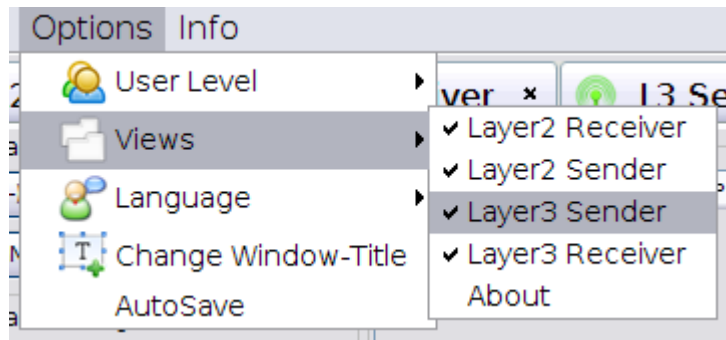 Options Info
User Level
ver × L3 Se
Views
Layer2 Receiver
Layer2 Sender
Language
Layer3 Sender
Change Window-Title
Layer3 Receiver
AutoSave
About